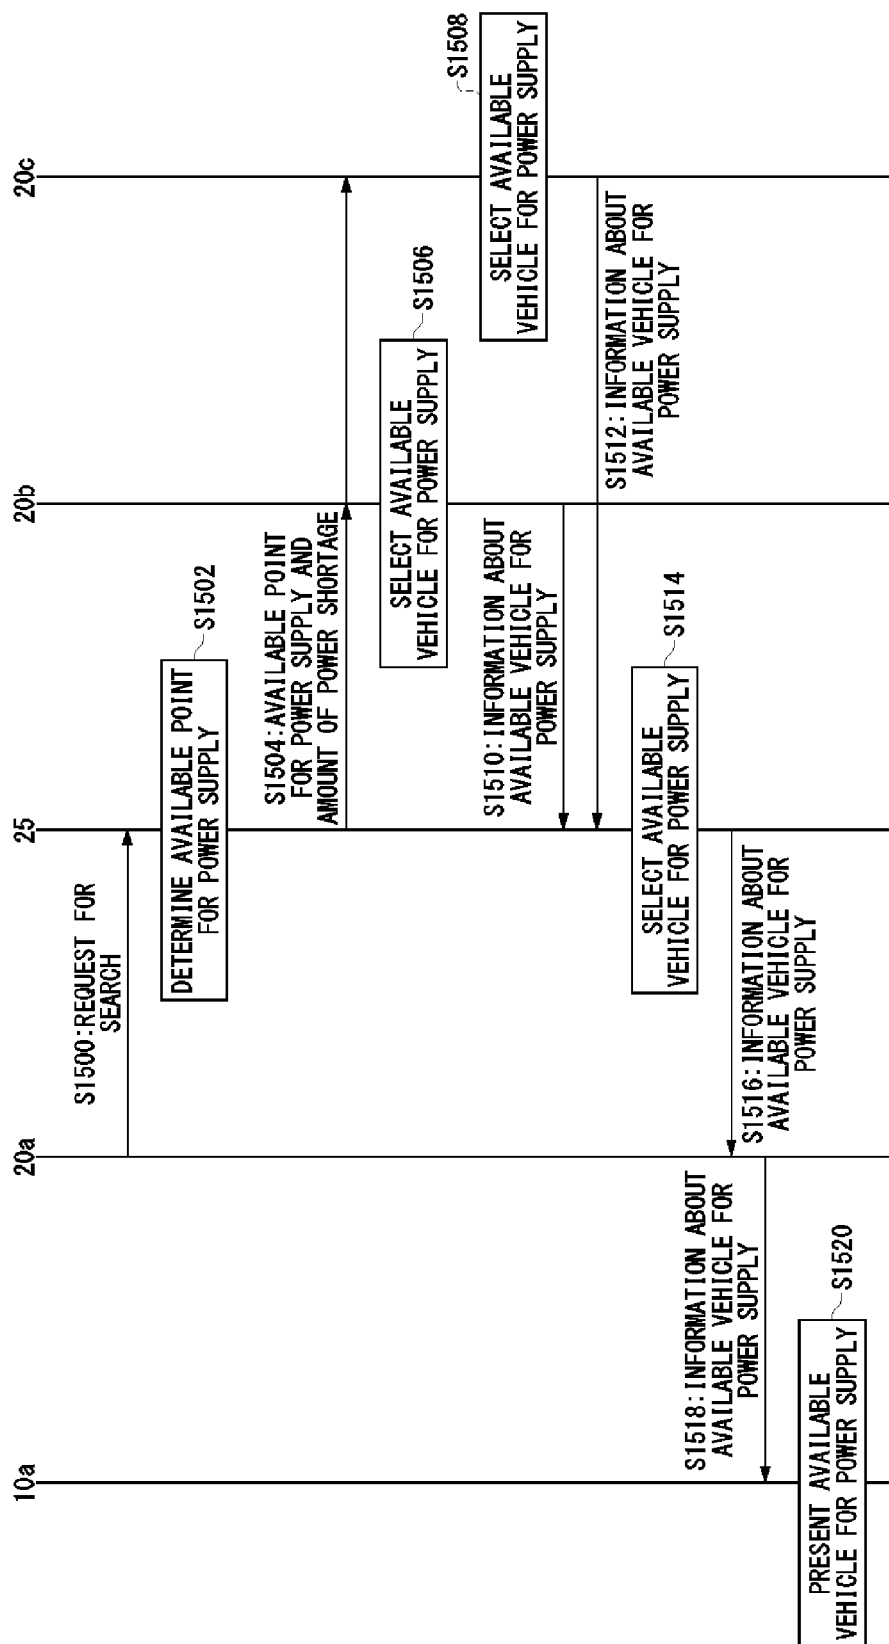 10a
20a
25
20b
20c
S1500:REQUEST FOR
SEARCH
DETERMINE AVAILABLE POINT
FOR POWER SUPPLY
S1502
S1504:AVAILABLE POINT
FOR POWER SUPPLY AND
AMOUNT OF POWER SHORTAGE
SELECT AVAILABLE
VEHICLE FOR POWER SUPPLY
S1506
SELECT AVAILABLE
VEHICLE FOR POWER SUPPLY
S1508
S1510:INFORMATION ABOUT
AVAILABLE VEHICLE FOR
POWER SUPPLY
S1512:INFORMATION ABOUT
AVAILABLE VEHICLE FOR
POWER SUPPLY
SELECT AVAILABLE
VEHICLE FOR POWER SUPPLY
S1514
S1516:INFORMATION ABOUT
AVAILABLE VEHICLE FOR
POWER SUPPLY
S1518:INFORMATION ABOUT
AVAILABLE VEHICLE FOR
POWER SUPPLY
PRESENT AVAILABLE
VEHICLE FOR POWER SUPPLY
S1520